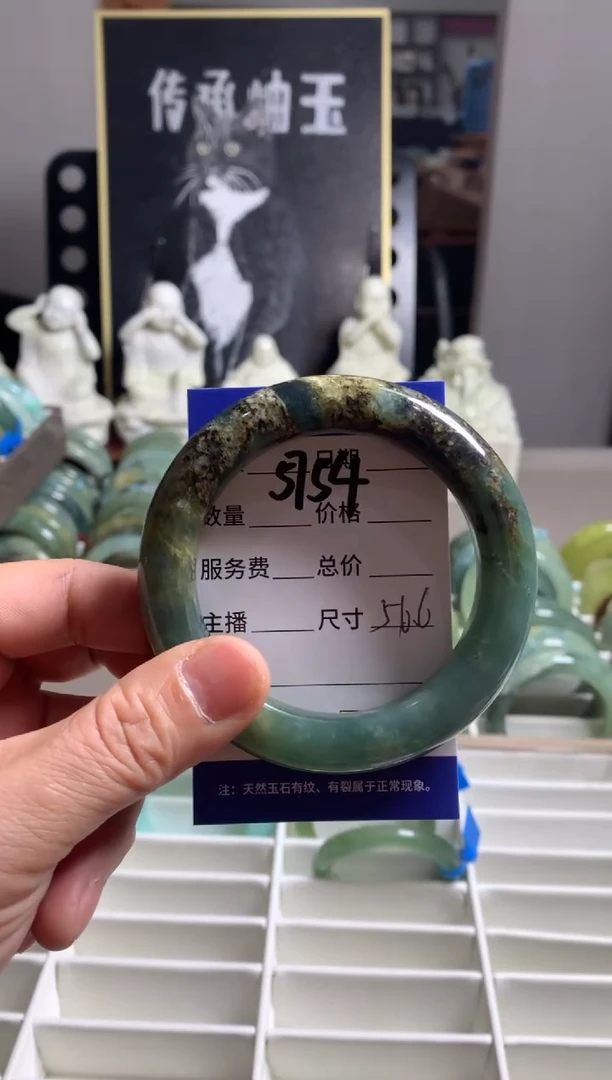 传承岫玉
日期
5754
数量 价格
服务费 总价
主播 尺寸 56.6
注：天然玉石有纹、有裂属于正常现象。